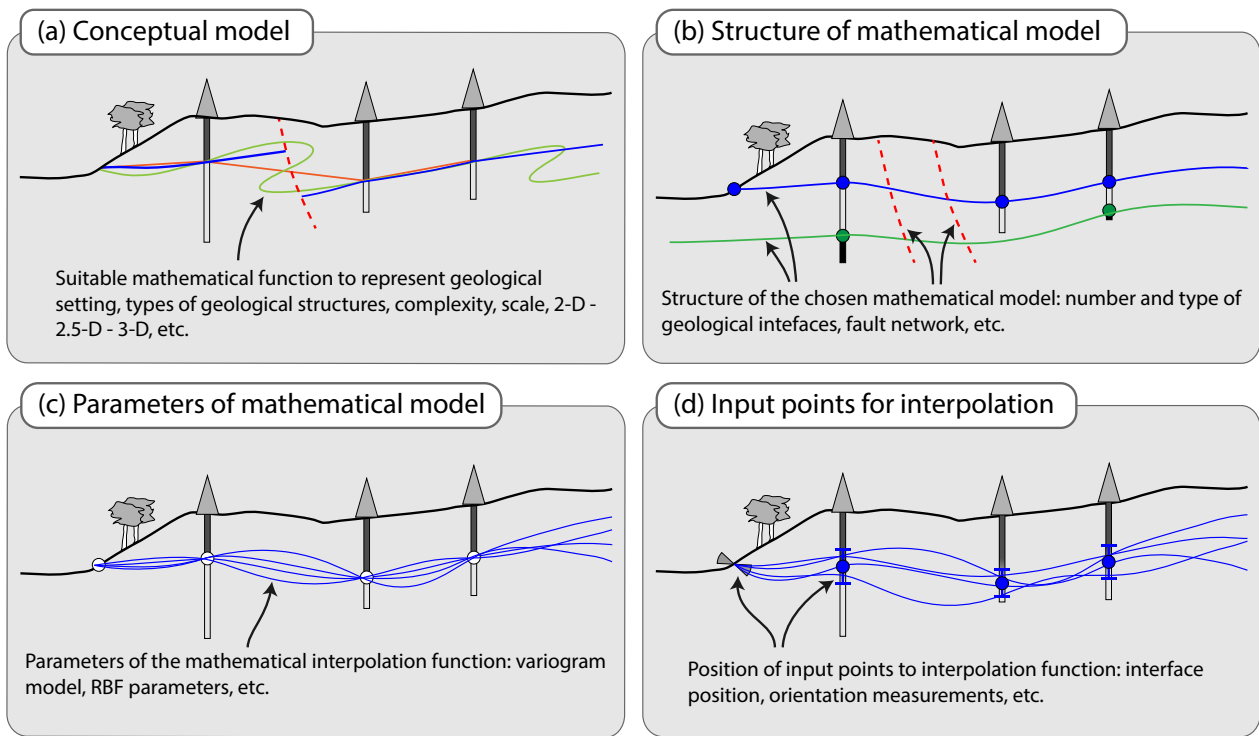 (a) Conceptual model
Suitable mathematical function to represent geological
setting, types of geological structures, complexity, scale, 2-D -
2.5-D - 3-D, etc.
(b) Structure of mathematical model
Structure of the chosen mathematical model: number and type of
geological intefaces, fault network, etc.
(c) Parameters of mathematical model
Parameters of the mathematical interpolation function: variogram
model, RBF parameters, etc.
(d) Input points for interpolation
Position of input points to interpolation function: interface
position, orientation measurements, etc.